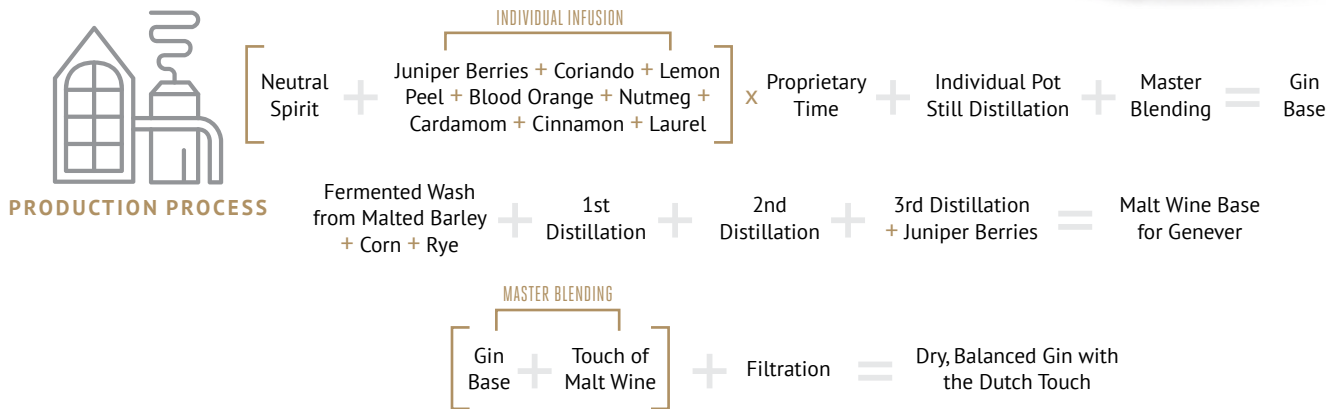 INDIVIDUAL INFUSION
Neutral
Spirit
+
Juniper Berries + Coriando + Lemon
Peel + Blood Orange + Nutmeg +
Cardamom + Cinnamon + Laurel
x
Proprietary
Time
+
Individual Pot
Still Distillation
+
Master
Blending
=
Gin
Base
PRODUCTION PROCESS
Fermented Wash
from Malted Barley
+ Corn + Rye
+
1st
Distillation
+
2nd
Distillation
+
3rd Distillation
+ Juniper Berries
=
Malt Wine Base
for Genever
MASTER BLENDING
Gin
Base
+
Touch of
Malt Wine
+
Filtration
=
Dry, Balanced Gin with
the Dutch Touch